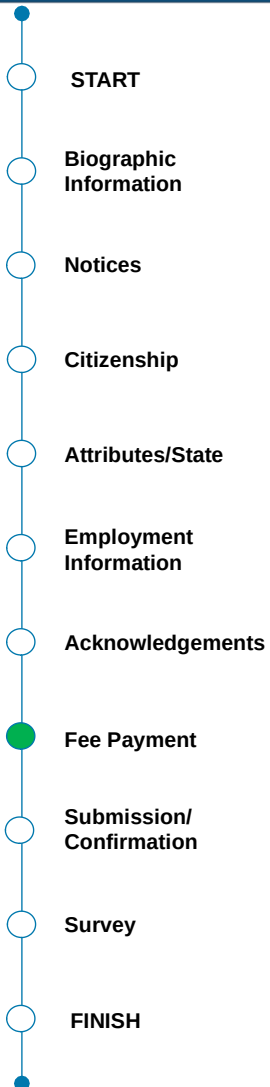 START
Biographic
Information
Notices
Citizenship
Attributes/State
Employment
Information
Acknowledgements
Fee Payment
Submission/
Confirmation
Survey
FINISH